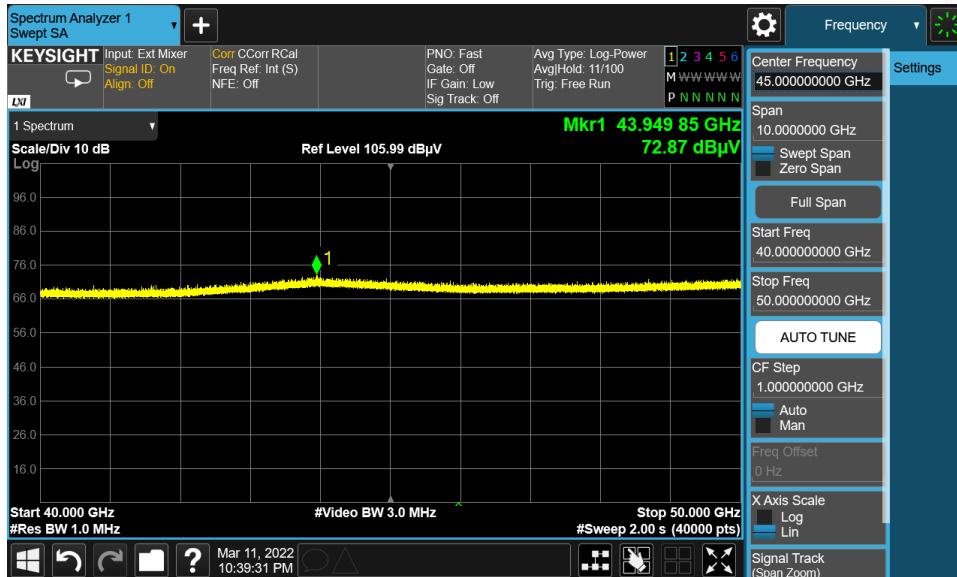 Spectrum Analyzer 1
Swept SA
Frequency
KEYSIGHT
LXI
Input: Ext Mixer
Signal ID: On
Align: Off
Corr CCorr RCal
Freq Ref: Int (S)
NFE: Off
PNO: Fast
Gate: Off
IF Gain: Low
Sig Track: Off
Avg Type: Log-Power
Avg|Hold: 11/100
Trig: Free Run
1 2 3 4 5 6
M W W W W W
P N N N N N
1 Spectrum
Scale/Div 10 dB
Log
Ref Level 105.99 dBµV
Mkr1 43.949 85 GHz
72.87 dBµV
96.0
86.0
76.0
66.0
56.0
46.0
36.0
26.0
16.0
1
Start 40.000 GHz
#Res BW 1.0 MHz
#Video BW 3.0 MHz
Stop 50.000 GHz
#Sweep 2.00 s (40000 pts)
?
Mar 11, 2022
10:39:31 PM
Center Frequency
45.000000000 GHz
Span
10.0000000 GHz
Swept Span
Zero Span
Full Span
Start Freq
40.000000000 GHz
Stop Freq
50.000000000 GHz
AUTO TUNE
CF Step
1.000000000 GHz
Auto
Man
Freq Offset
0 Hz
X Axis Scale
Log
Lin
Signal Track
(Span Zoom)
Settings